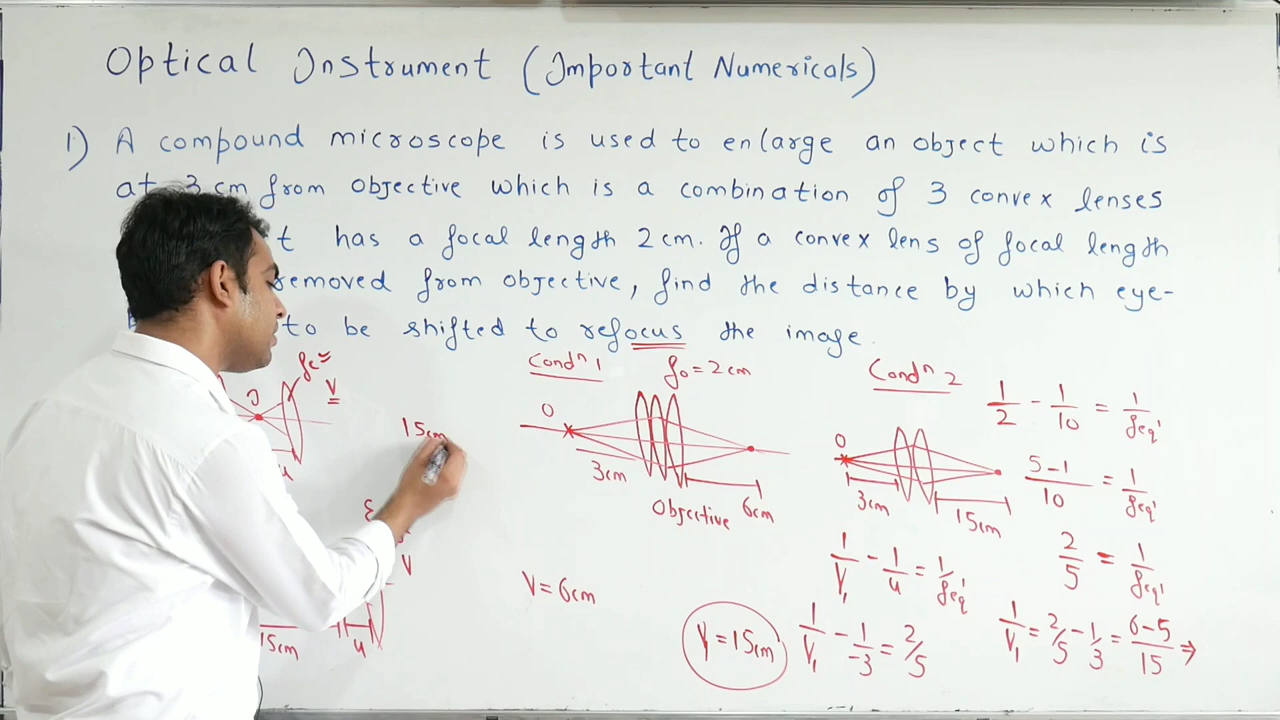 Optical Instrument (Important Numericals)
1) A compound microscope is used to enlarge an object which is
at 3 cm from objective which is a combination of 3 convex lenses
has a focal length 2 cm. If a convex lens of focal length
removed from objective, find the distance by which eye-
to be shifted to refocus the image.
Condⁿ 1
f₀ = 2 cm
O
3cm
6cm
Objective
V = 6cm
Condⁿ 2
O
3cm
15cm
1/2 - 1/10 = 1/feq'
5-1/10 = 1/feq'
2/5 = 1/feq'
1/V₁ - 1/u = 1/feq'
1/V₁ - 1/-3 = 2/5
1/V₁ = 2/5 - 1/3 = 6-5/15 ⇒
V₁ = 15cm
fe
V
15cm
V
15cm
u